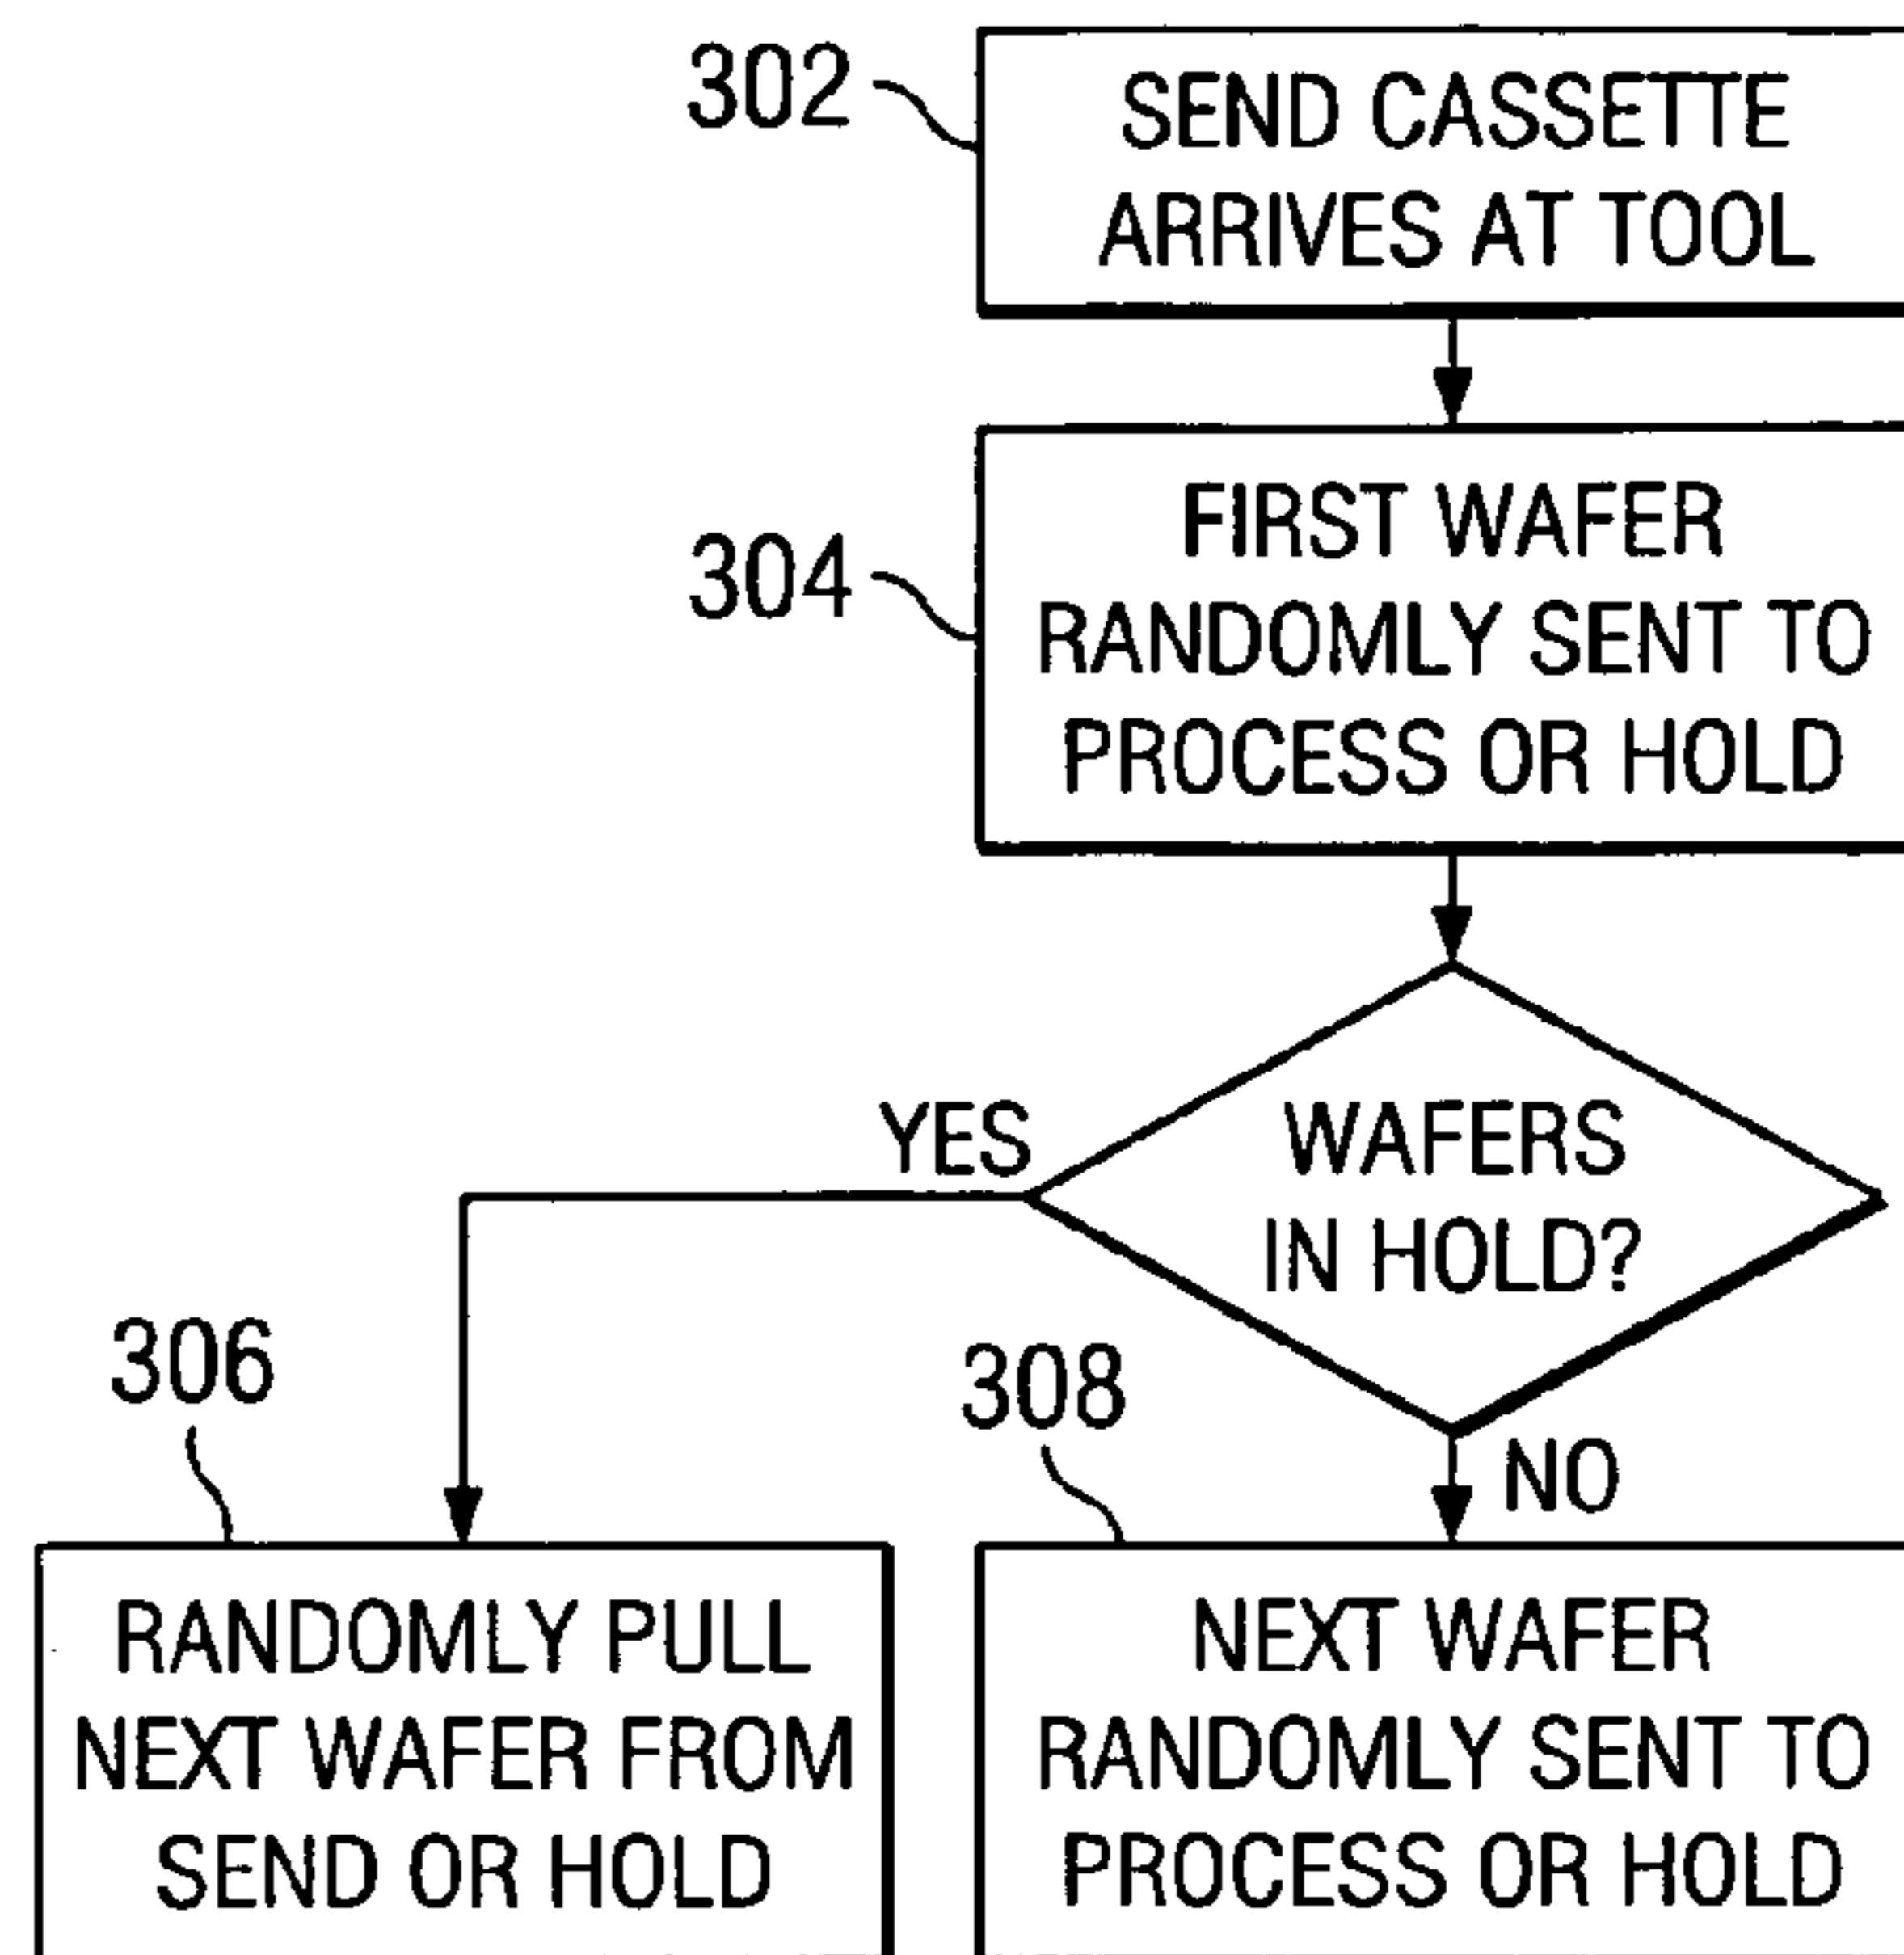 302
SEND CASSETTE
ARRIVES AT TOOL
304
FIRST WAFER
RANDOMLY SENT TO
PROCESS OR HOLD
YES
WAFERS
IN HOLD?
306
308
NO
RANDOMLY PULL
NEXT WAFER FROM
SEND OR HOLD
NEXT WAFER
RANDOMLY SENT TO
PROCESS OR HOLD